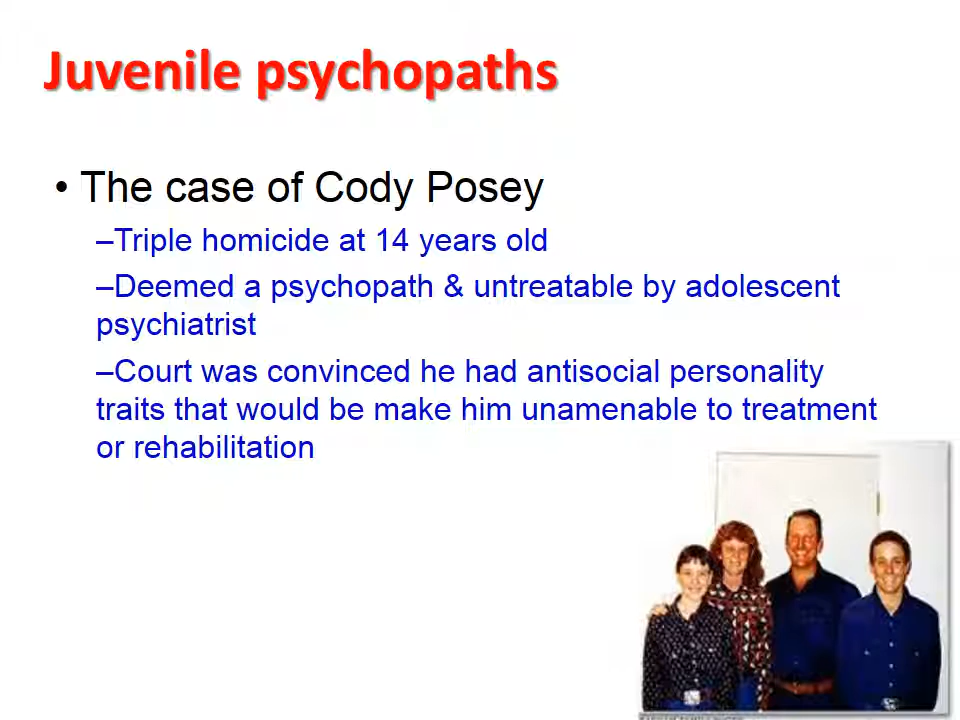 Juvenile psychopaths
• The case of Cody Posey
–Triple homicide at 14 years old
–Deemed a psychopath & untreatable by adolescent
psychiatrist
–Court was convinced he had antisocial personality
traits that would be make him unamenable to treatment
or rehabilitation